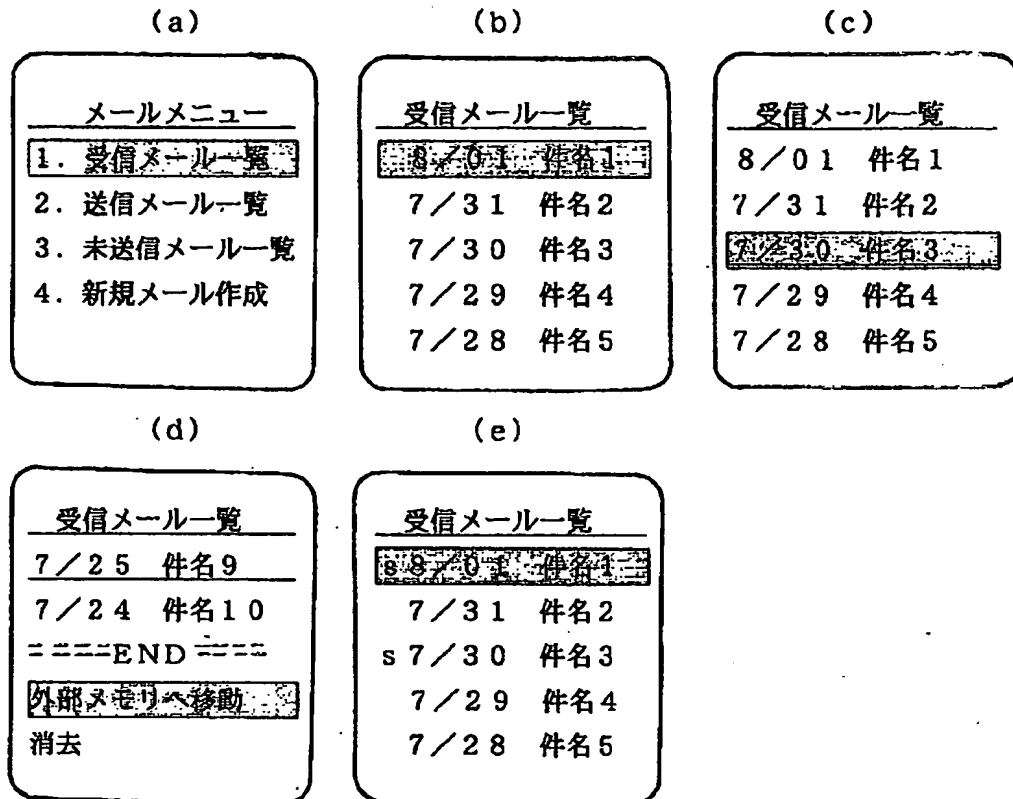 (a)
メールメニュー
1. 受信メール一覧
2. 送信メール一覧
3. 未送信メール一覧
4. 新規メール作成
(b)
受信メール一覧
8/01 件名1
7/31 件名2
7/30 件名3
7/29 件名4
7/28 件名5
(c)
受信メール一覧
8/01 件名1
7/31 件名2
7/30 件名3
7/29 件名4
7/28 件名5
(d)
受信メール一覧
7/25 件名9
7/24 件名10
====END====
外部メモリへ移動
消去
(e)
受信メール一覧
s8/01 件名1
7/31 件名2
s7/30 件名3
7/29 件名4
7/28 件名5